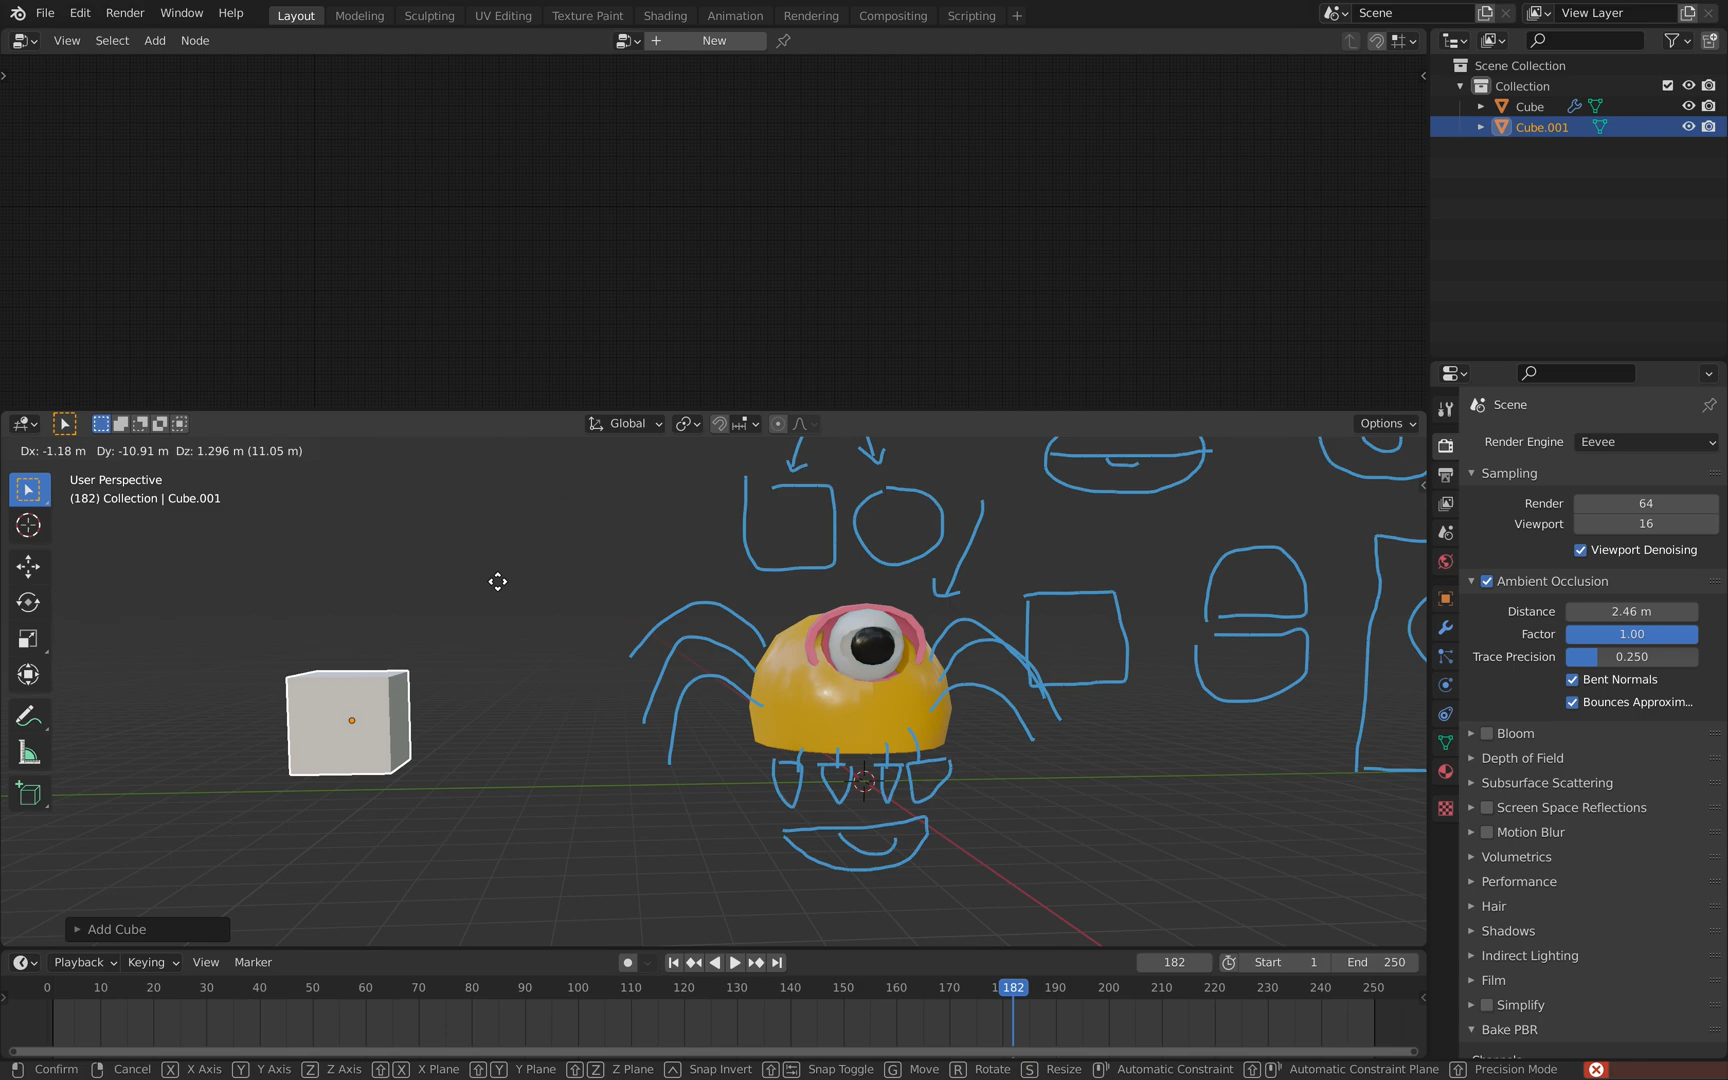 File Edit Render Window Help Layout Modeling Sculpting UV Editing Texture Paint Shading Animation Rendering Compositing Scripting + Scene View Layer
View Select Add Node + New
Scene Collection
Collection
Cube
Cube.001
Scene
Global Options
Render Engine Eevee
Dx: -1.18 m Dy: -10.91 m Dz: 1.296 m (11.05 m)
Sampling
User Perspective
(182) Collection | Cube.001
Render 64
Viewport 16
Viewport Denoising
Ambient Occlusion
Distance 2.46 m
Factor 1.00
Trace Precision 0.250
Bent Normals
Bounces Approxim...
Bloom
Depth of Field
Subsurface Scattering
Screen Space Reflections
Motion Blur
Volumetrics
Performance
Hair
Shadows
Indirect Lighting
Film
Simplify
Bake PBR
Add Cube
Playback Keying View Marker 182 Start 1 End 250
0 10 20 30 40 50 60 70 80 90 100 110 120 130 140 150 160 170 182 190 200 210 220 230 240 250
Confirm Cancel X X Axis Y Y Axis Z Z Axis X X Plane Y Y Plane Z Z Plane Snap Invert Snap Toggle G Move R Rotate S Resize Automatic Constraint Automatic Constraint Plane Precision Mode